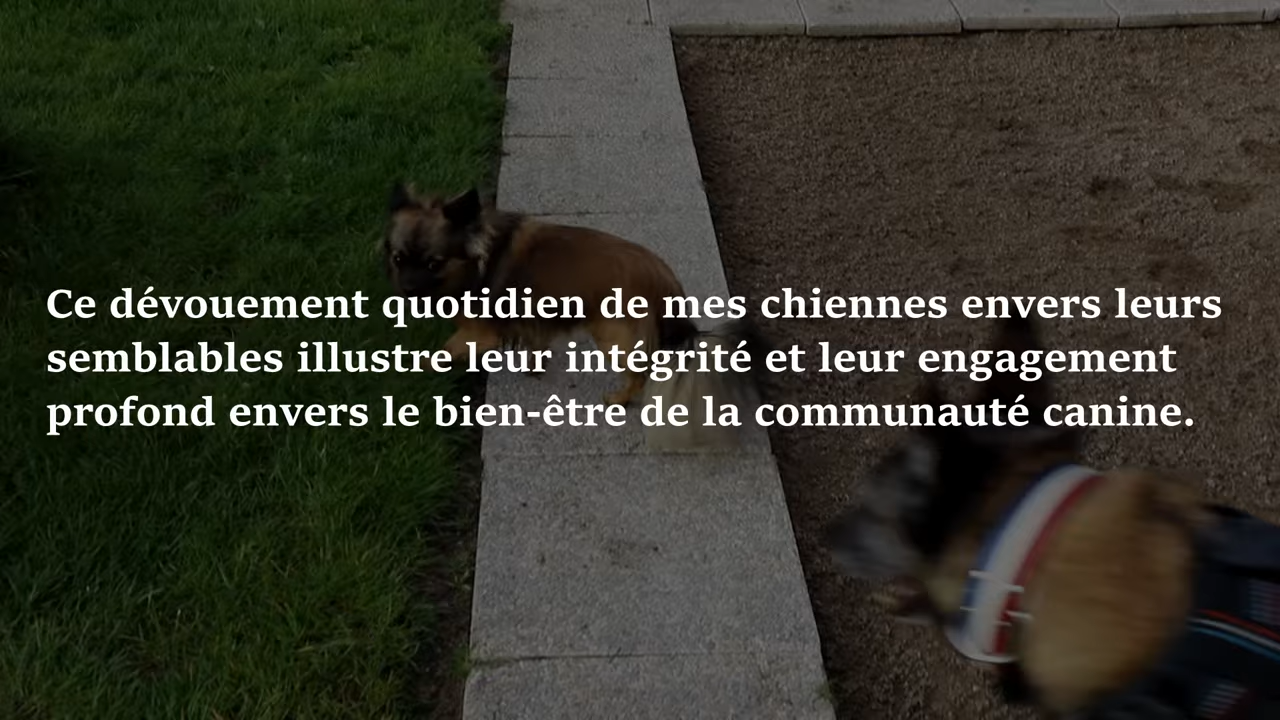 Ce dévouement quotidien de mes chiennes envers leurs
semblables illustre leur intégrité et leur engagement
profond envers le bien-être de la communauté canine.